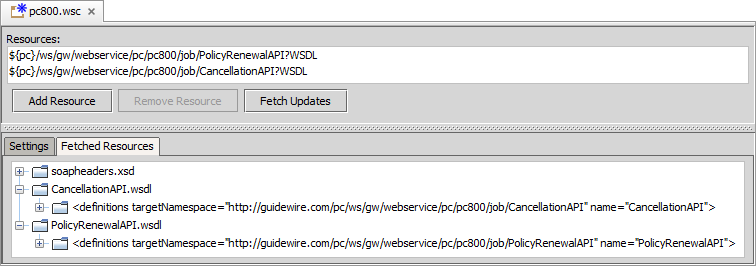 pc800.wsc
Resources:
${pc}/ws/gw/webservice/pc/pc800/job/PolicyRenewalAPI?WSDL
${pc}/ws/gw/webservice/pc/pc800/job/CancellationAPI?WSDL
Add Resource Remove Resource Fetch Updates
Settings Fetched Resources
soapheaders.xsd
CancellationAPI.wsdl
<definitions targetNamespace="http://guidewire.com/pc/ws/gw/webservice/pc/pc800/job/CancellationAPI" name="CancellationAPI">
PolicyRenewalAPI.wsdl
<definitions targetNamespace="http://guidewire.com/pc/ws/gw/webservice/pc/pc800/job/PolicyRenewalAPI" name="PolicyRenewalAPI">